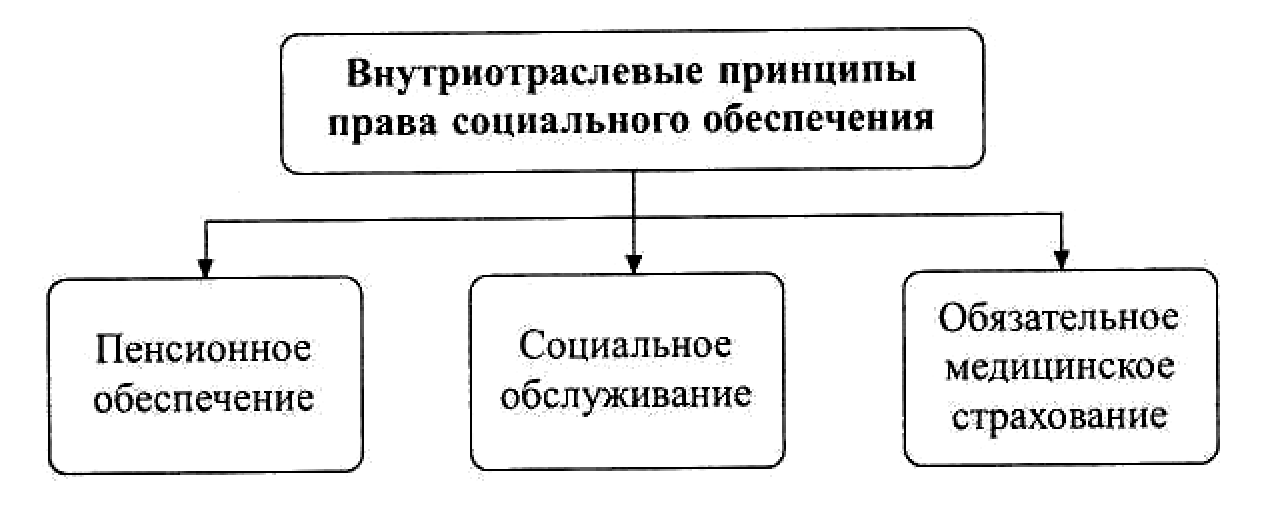 Внутриотраслевые принципы
права социального обеспечения
Пенсионное
обеспечение
Социальное
обслуживание
Обязательное
медицинское
страхование